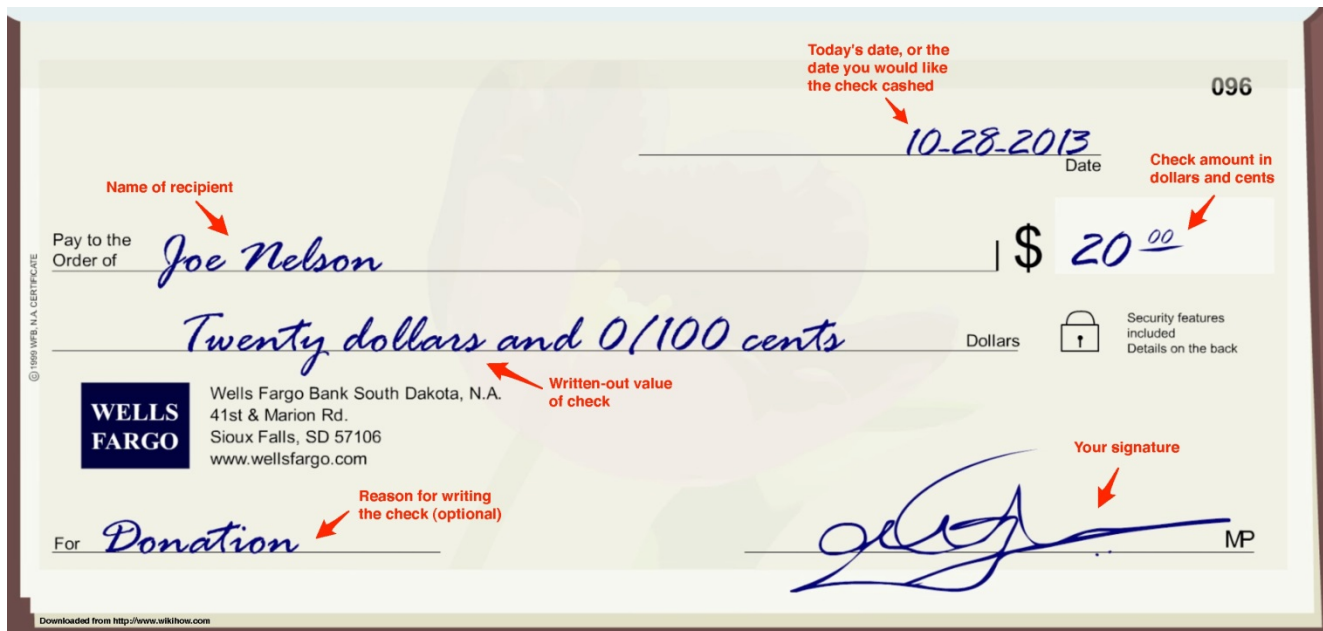 Today's date, or the
date you would like
the check cashed
096
10-28-2013
Date
Check amount in
dollars and cents
Name of recipient
Pay to the
Order of
Joe Nelson
$ 20 00
© 1999 WFB, N.A. CERTIFICATE
Twenty dollars and 0/100 cents
Dollars
Security features
included
Details on the back
Written-out value
of check
WELLS
FARGO
Wells Fargo Bank South Dakota, N.A.
41st & Marion Rd.
Sioux Falls, SD 57106
www.wellsfargo.com
Your signature
Reason for writing
the check (optional)
For Donation
MP
Downloaded from http://www.wikihow.com